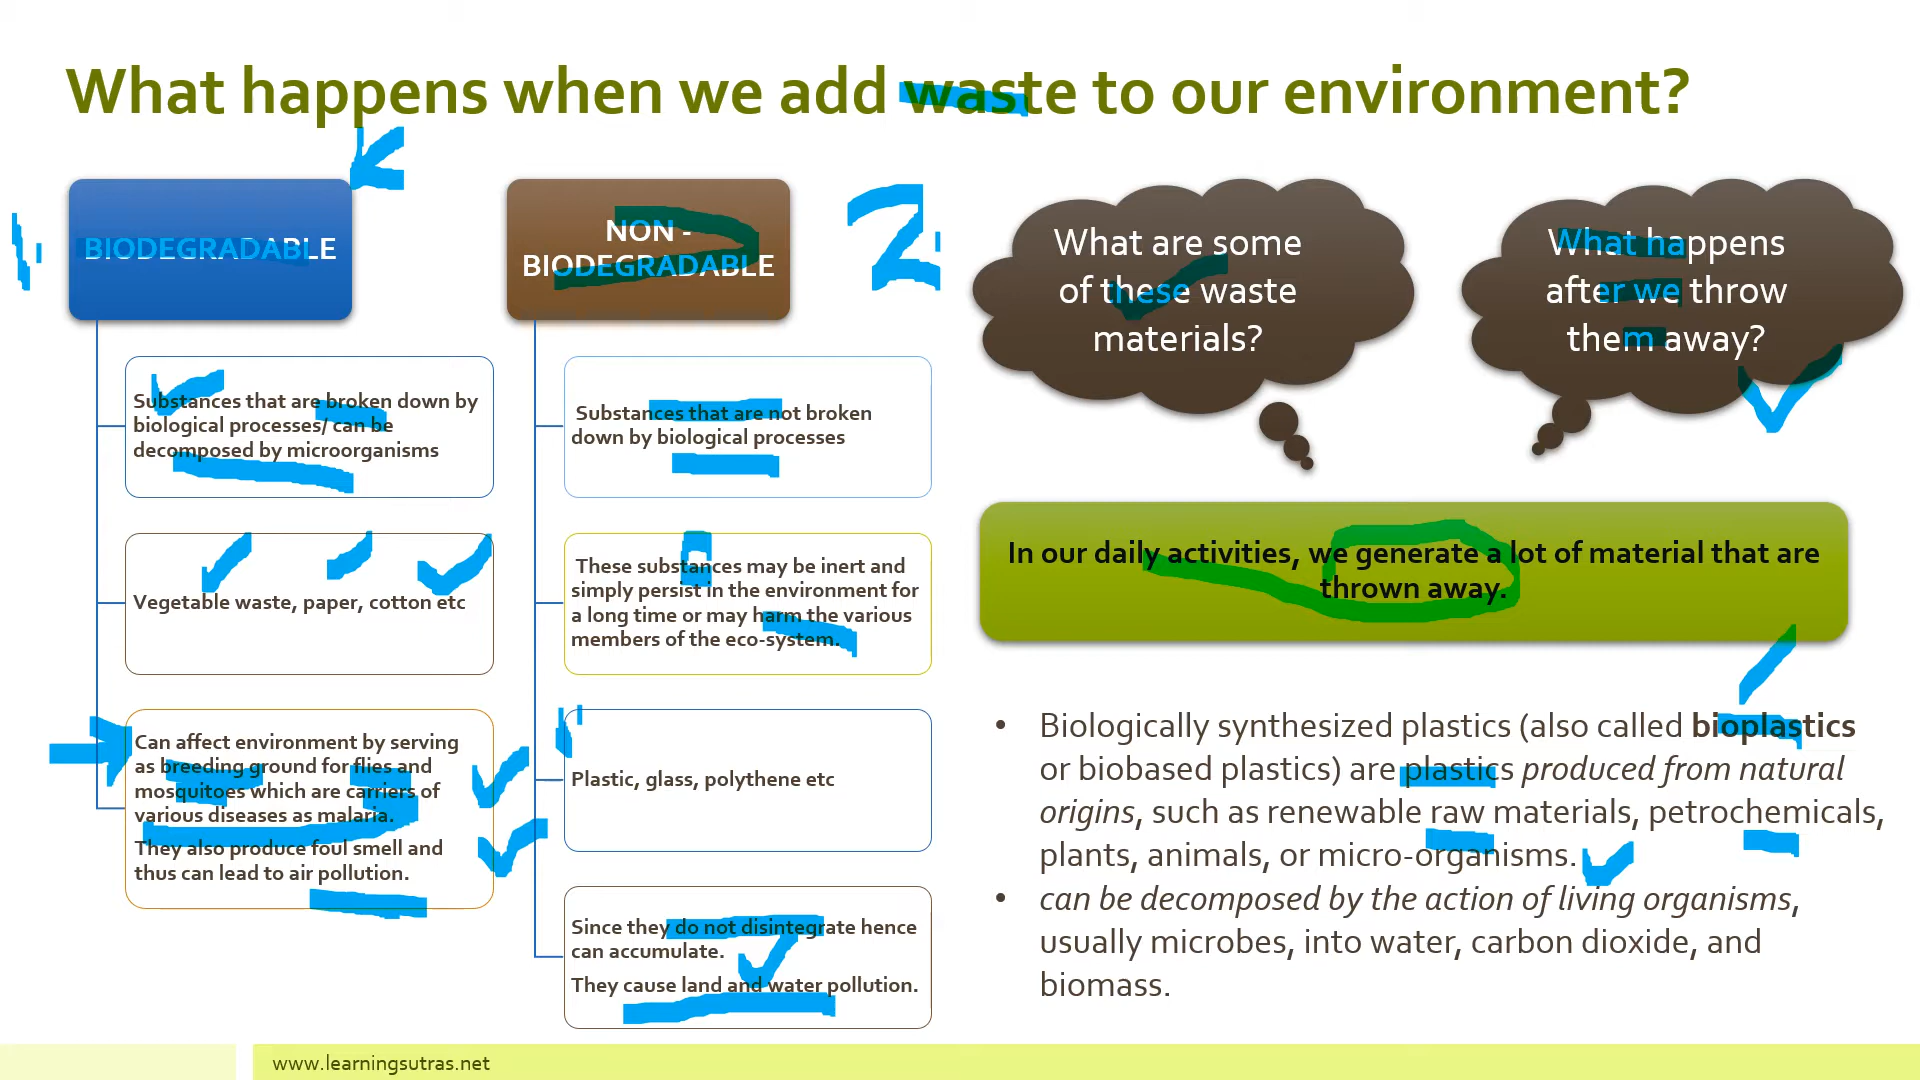 What happens when we add waste to our environment?
BIODEGRADABLE
Substances that are broken down by
biological processes/ can be
decomposed by microorganisms
Vegetable waste, paper, cotton etc
Can affect environment by serving
as breeding ground for flies and
mosquitoes which are carriers of
various diseases as malaria.
They also produce foul smell and
thus can lead to air pollution.
NON -
BIODEGRADABLE
2
Substances that are not broken
down by biological processes
These substances may be inert and
simply persist in the environment for
a long time or may harm the various
members of the eco-system.
Plastic, glass, polythene etc
Since they do not disintegrate hence
can accumulate.
They cause land and water pollution.
What are some
of these waste
materials?
What happens
after we throw
them away?
In our daily activities, we generate a lot of material that are
thrown away.
• Biologically synthesized plastics (also called bioplastics
or biobased plastics) are plastics produced from natural
origins, such as renewable raw materials, petrochemicals,
plants, animals, or micro-organisms.
• can be decomposed by the action of living organisms,
usually microbes, into water, carbon dioxide, and
biomass.
www.learningsutras.net